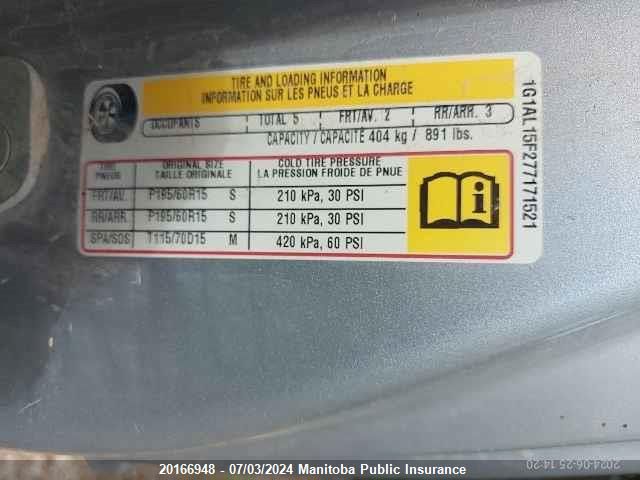 TIRE AND LOADING INFORMATION
INFORMATION SUR LES PNEUS ET LA CHARGE
OCCUPANTS TOTAL 5 FRT/AV. 2 RR/ARR. 3
CAPACITY / CAPACITÉ 404 kg / 891 lbs.
TIRE PNEUS ORIGINAL SIZE TAILLE ORIGINALE COLD TIRE PRESSURE LA PRESSION FROIDE DE PNUE
FRT/AV. P195/60R15 S 210 kPa, 30 PSI
RR/ARR. P195/60R15 S 210 kPa, 30 PSI
SPA/SOS T115/70D15 M 420 kPa, 60 PSI
i
1G1AL15F277171521
2024-06-25 14:20
20166948 - 07/03/2024 Manitoba Public Insurance